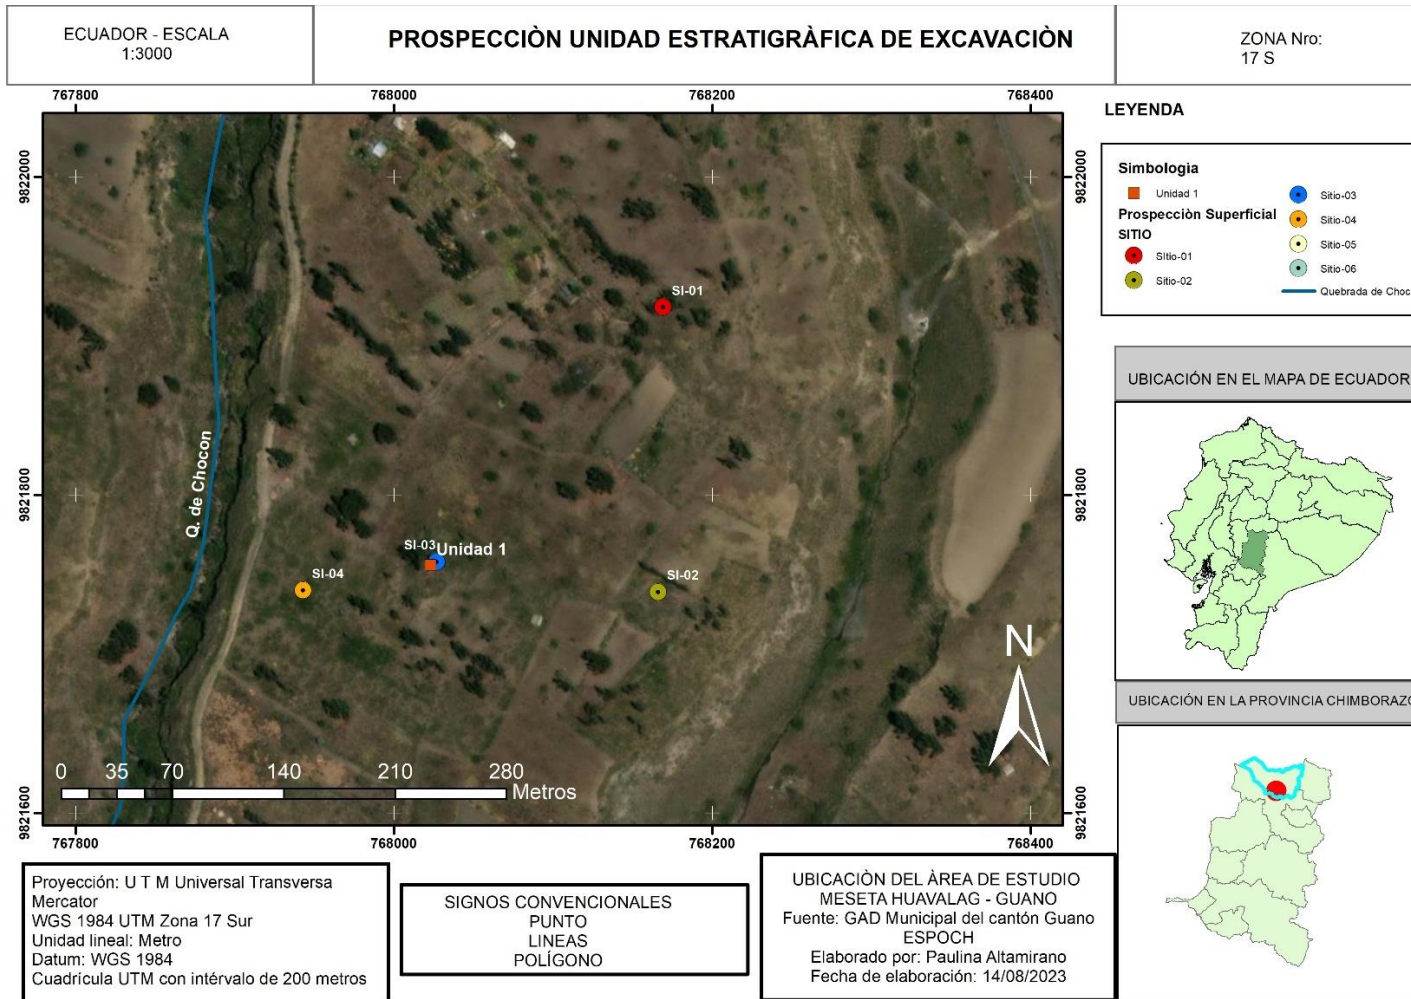 ECUADOR - ESCALA
1:3000
PROSPECCIÒN UNIDAD ESTRATIGRÀFICA DE EXCAVACIÒN
ZONA Nro:
17 S
767800
768000
768200
768400
9822000
9822000
9821800
9821800
9821600
9821600
SI-01
Q. de Chocon
SI-03
Unidad 1
SI-04
SI-02
N
0 35 70 140 210 280
Metros
767800
768000
768200
768400
LEYENDA
Simbologìa
Unidad 1
Prospecciòn Superficial
SITIO
SItio-01
Sitio-02
Sitio-03
Sitio-04
Sitio-05
Sitio-06
Quebrada de Choc
UBICACIÓN EN EL MAPA DE ECUADOR
UBICACIÓN EN LA PROVINCIA CHIMBORAZO
Proyección: U T M Universal Transversa
Mercator
WGS 1984 UTM Zona 17 Sur
Unidad lineal: Metro
Datum: WGS 1984
Cuadrícula UTM con intérvalo de 200 metros
SIGNOS CONVENCIONALES
PUNTO
LINEAS
POLÍGONO
UBICACIÒN DEL ÀREA DE ESTUDIO
MESETA HUAVALAG - GUANO
Fuente: GAD Municipal del cantón Guano
ESPOCH
Elaborado por: Paulina Altamirano
Fecha de elaboración: 14/08/2023